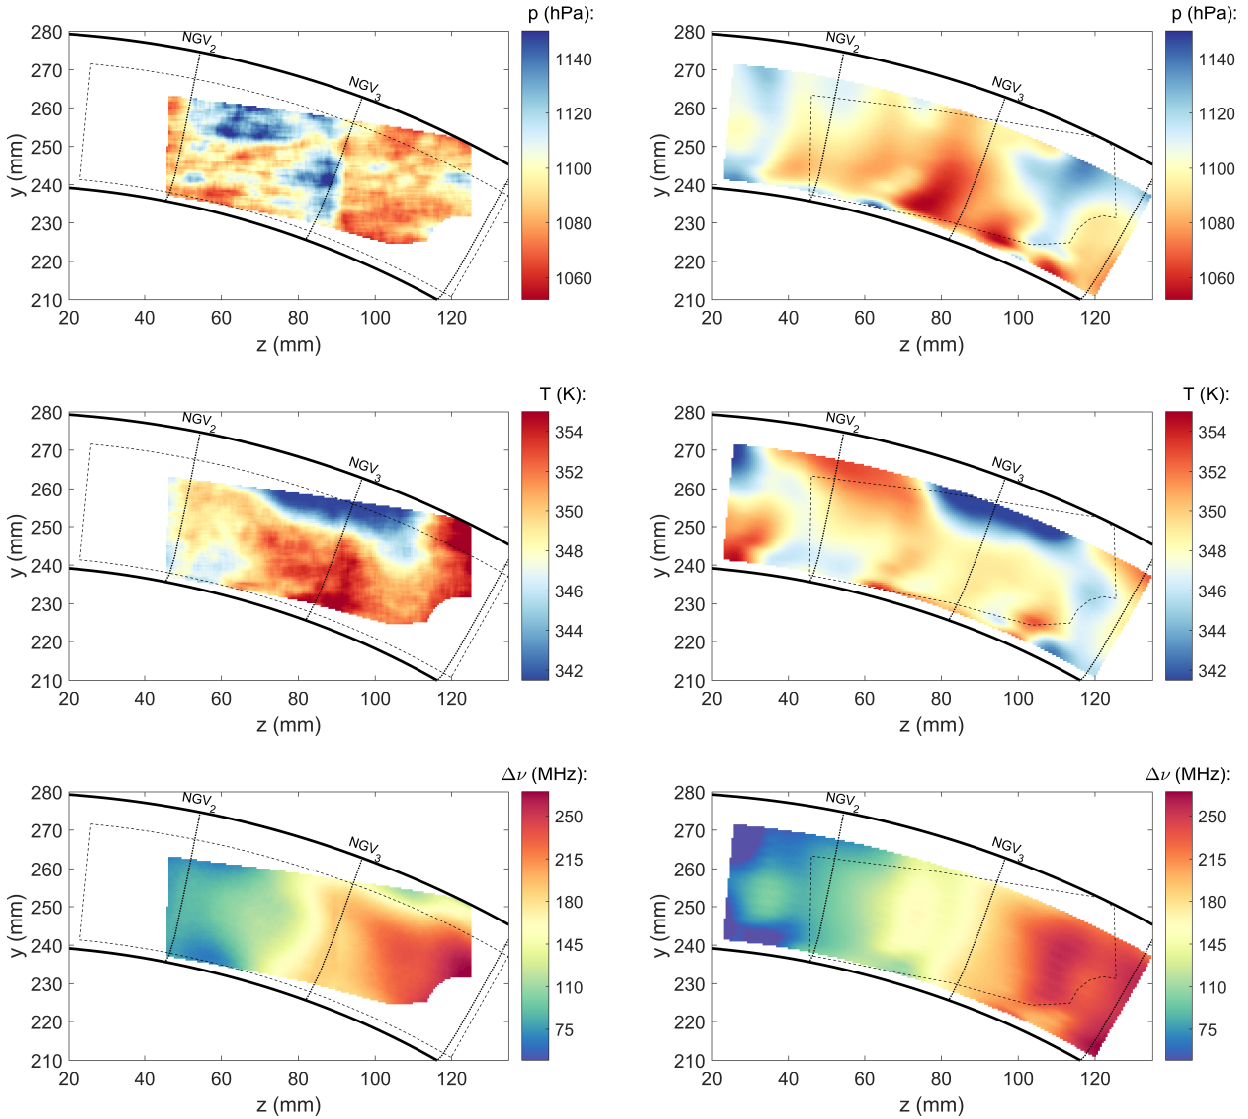 p (hPa): p (hPa):
280 NGV2 280 NGV2
270 1140 270 1140
260 NGV3 260 NGV3
y (mm) 250 1120 y (mm) 250 1120
240 1100 240 1100
230 1080 230 1080
220 1060 220 1060
210 210
20 40 60 80 100 120 20 40 60 80 100 120
z (mm) z (mm)
T (K): T (K):
280 NGV2 280 NGV2
270 354 270 354
260 NGV3 352 260 NGV3 352
y (mm) 250 350 y (mm) 250 350
240 348 240 348
230 346 230 346
220 344 220 344
210 342 210 342
20 40 60 80 100 120 20 40 60 80 100 120
z (mm) z (mm)
Δν (MHz): Δν (MHz):
280 NGV2 280 NGV2
270 250 270 250
260 NGV3 215 260 NGV3 215
y (mm) 250 180 y (mm) 250 180
240 145 240 145
230 110 230 110
220 75 220 75
210 210
20 40 60 80 100 120 20 40 60 80 100 120
z (mm) z (mm)